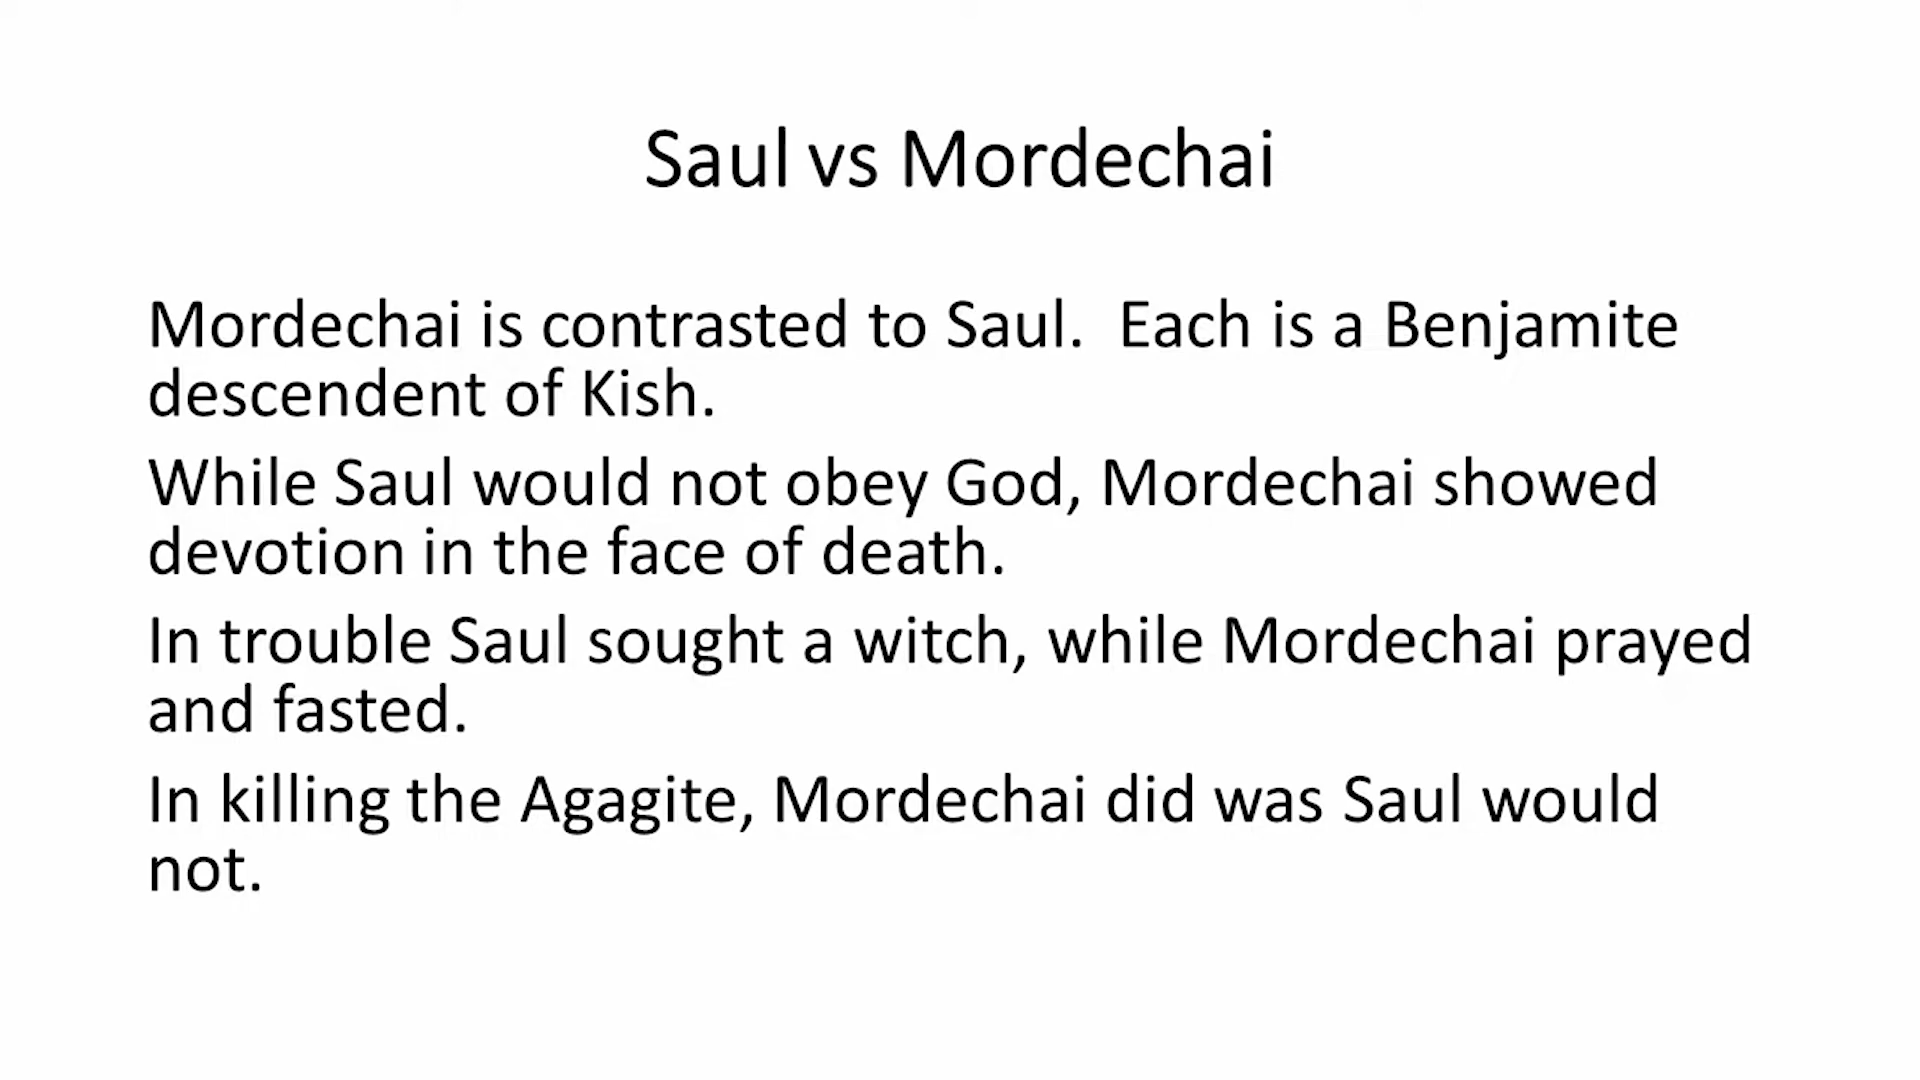 Saul vs Mordechai
Mordechai is contrasted to Saul.  Each is a Benjamite
descendent of Kish.
While Saul would not obey God, Mordechai showed
devotion in the face of death.
In trouble Saul sought a witch, while Mordechai prayed
and fasted.
In killing the Agagite, Mordechai did was Saul would
not.